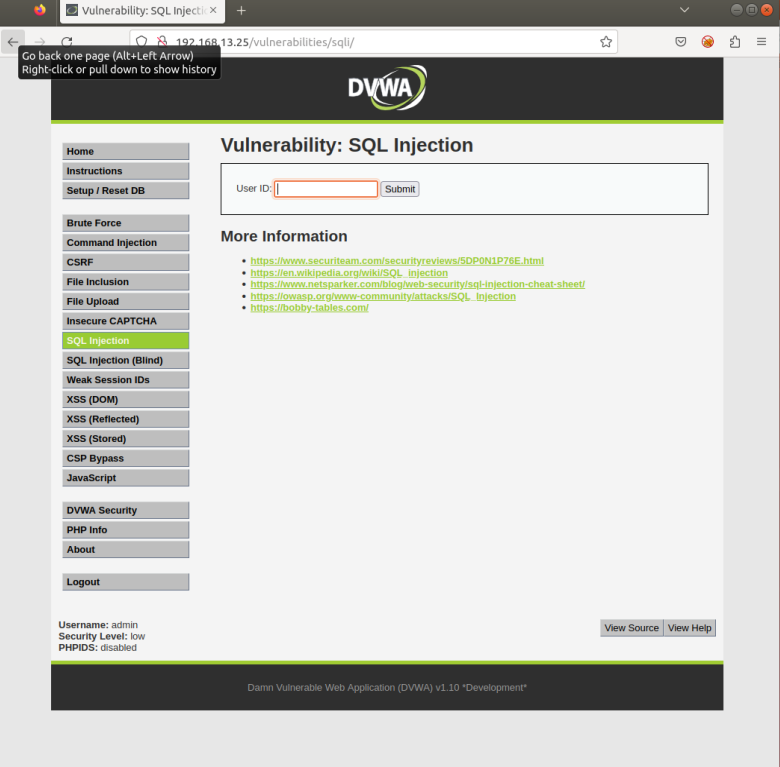 Vulnerability: SQL Injectio
192.168.13.25/vulnerabilities/sqli/
Go back one page (Alt+Left Arrow)
Right-click or pull down to show history
DVWA
Home
Instructions
Setup / Reset DB
Brute Force
Command Injection
CSRF
File Inclusion
File Upload
Insecure CAPTCHA
SQL Injection
SQL Injection (Blind)
Weak Session IDs
XSS (DOM)
XSS (Reflected)
XSS (Stored)
CSP Bypass
JavaScript
DVWA Security
PHP Info
About
Logout
Vulnerability: SQL Injection
User ID: Submit
More Information
https://www.securiteam.com/securityreviews/5DP0N1P76E.html
https://en.wikipedia.org/wiki/SQL_injection
https://www.netsparker.com/blog/web-security/sql-injection-cheat-sheet/
https://owasp.org/www-community/attacks/SQL_Injection
https://bobby-tables.com/
Username: admin
Security Level: low
PHPIDS: disabled
View Source View Help
Damn Vulnerable Web Application (DVWA) v1.10 *Development*